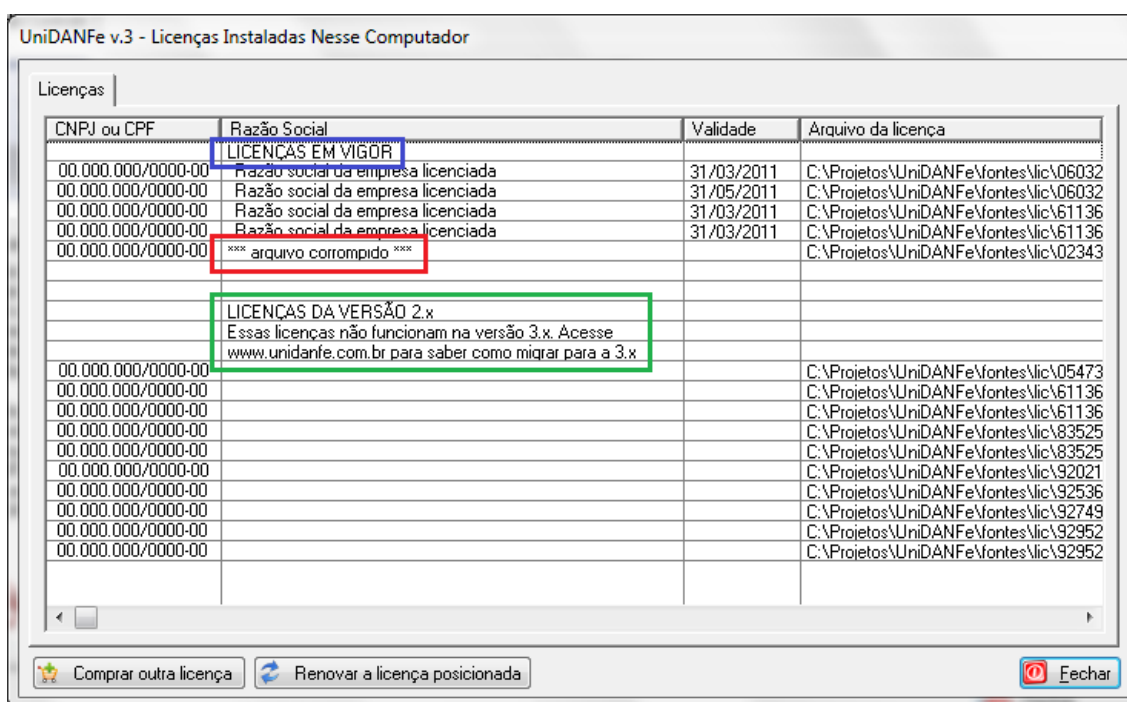 UniDANFe v.3 - Licenças Instaladas Nesse Computador
Licenças
CNPJ ou CPF Razão Social Validade Arquivo da licença
LICENÇAS EM VIGOR
00.000.000/0000-00 Razão social da empresa licenciada 31/03/2011 C:\Projetos\UniDANFe\fontes\lic\06032
00.000.000/0000-00 Razão social da empresa licenciada 31/05/2011 C:\Projetos\UniDANFe\fontes\lic\06032
00.000.000/0000-00 Razão social da empresa licenciada 31/03/2011 C:\Projetos\UniDANFe\fontes\lic\61136
00.000.000/0000-00 Razão social da empresa licenciada 31/03/2011 C:\Projetos\UniDANFe\fontes\lic\61136
00.000.000/0000-00 *** arquivo corrompido *** C:\Projetos\UniDANFe\fontes\lic\02343
LICENÇAS DA VERSÃO 2.x
Essas licenças não funcionam na versão 3.x. Acesse
www.unidanfe.com.br para saber como migrar para a 3.x
00.000.000/0000-00 C:\Projetos\UniDANFe\fontes\lic\05473
00.000.000/0000-00 C:\Projetos\UniDANFe\fontes\lic\61136
00.000.000/0000-00 C:\Projetos\UniDANFe\fontes\lic\61136
00.000.000/0000-00 C:\Projetos\UniDANFe\fontes\lic\83525
00.000.000/0000-00 C:\Projetos\UniDANFe\fontes\lic\83525
00.000.000/0000-00 C:\Projetos\UniDANFe\fontes\lic\92021
00.000.000/0000-00 C:\Projetos\UniDANFe\fontes\lic\92536
00.000.000/0000-00 C:\Projetos\UniDANFe\fontes\lic\92749
00.000.000/0000-00 C:\Projetos\UniDANFe\fontes\lic\92952
00.000.000/0000-00 C:\Projetos\UniDANFe\fontes\lic\92952
Comprar outra licença Renovar a licença posicionada Fechar